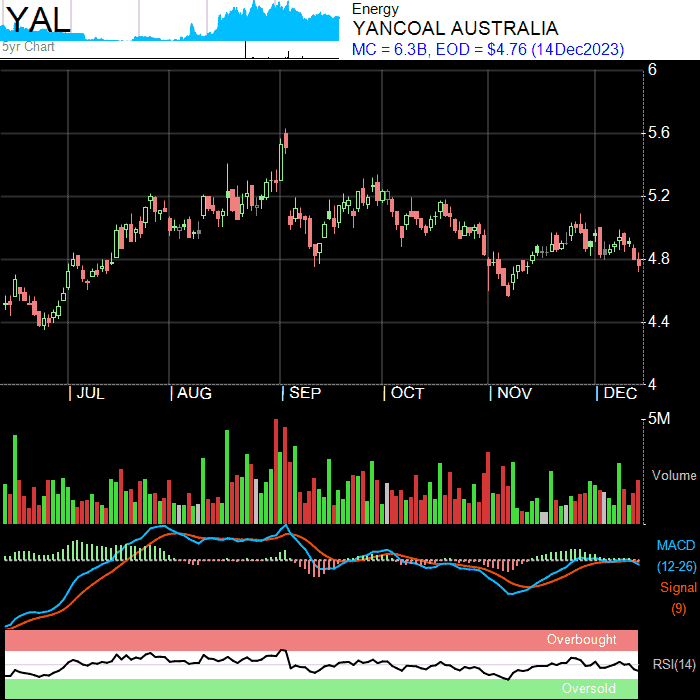 YAL
5yr Chart
Energy
YANCOAL AUSTRALIA
MC = 6.3B, EOD = $4.76 (14Dec2023)
6
5.6
5.2
4.8
4.4
4
JUL AUG SEP OCT NOV DEC
5M
Volume
MACD
(12-26)
Signal
(9)
Overbought
RSI(14)
Oversold